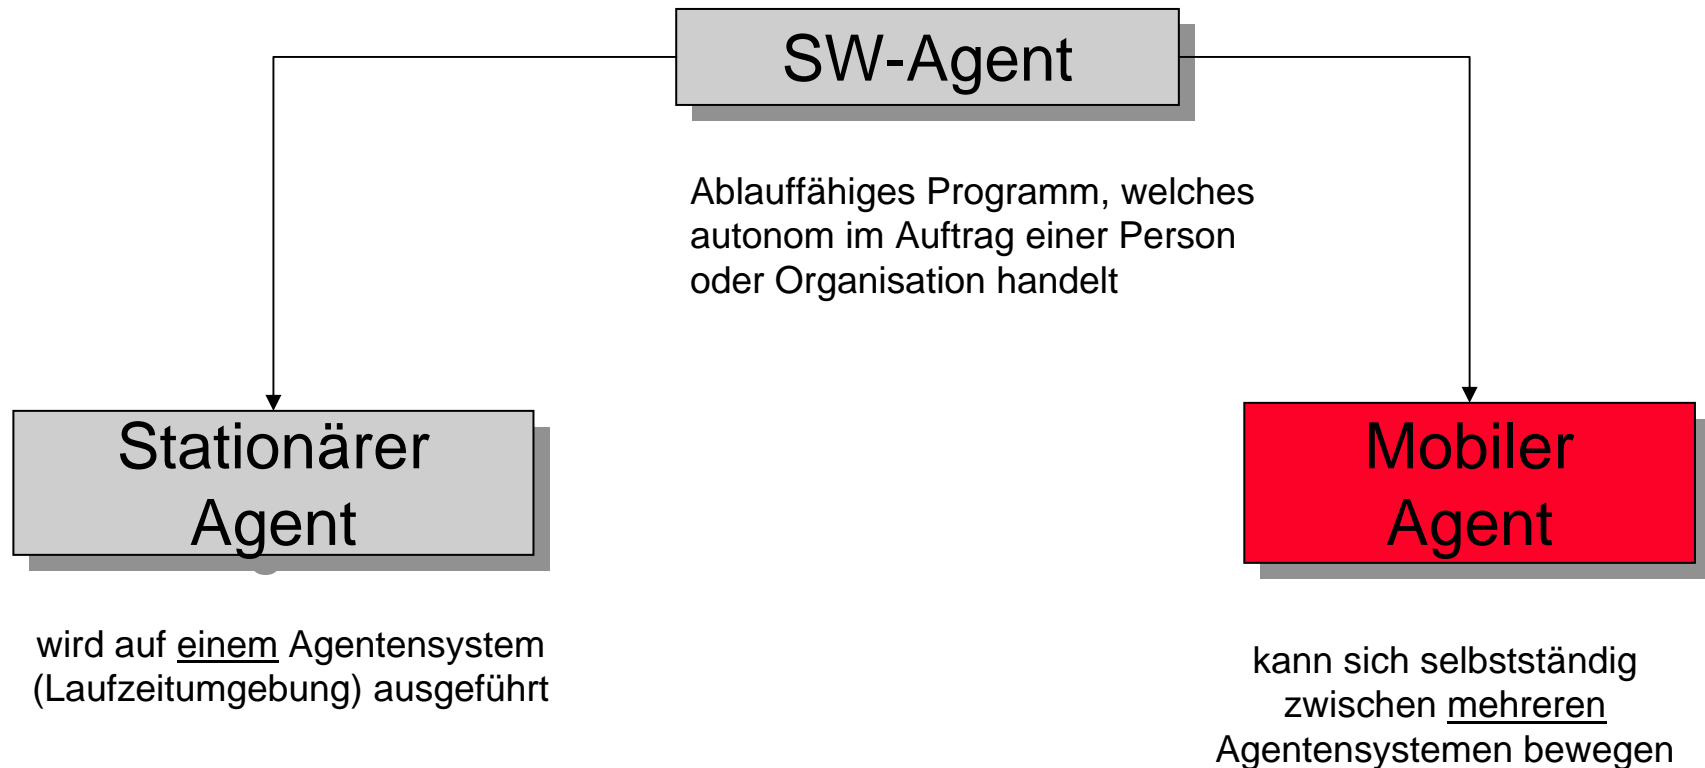 SW-Agent
Ablauffähiges Programm, welches
autonom im Auftrag einer Person
oder Organisation handelt
Stationärer
Agent
wird auf einem Agentensystem
(Laufzeitumgebung) ausgeführt
Mobiler
Agent
kann sich selbstständig
zwischen mehreren
Agentensystemen bewegen